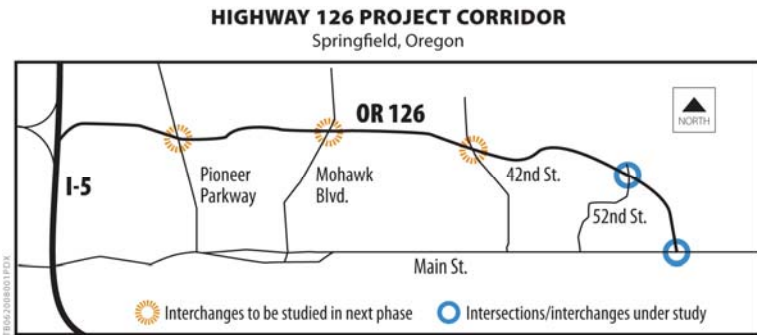 HIGHWAY 126 PROJECT CORRIDOR
Springfield, Oregon
OR 126
NORTH
I-5
Pioneer
Parkway
Mohawk
Blvd.
42nd St.
52nd St.
Main St.
Interchanges to be studied in next phase
Intersections/interchanges under study
TB062008001PDX